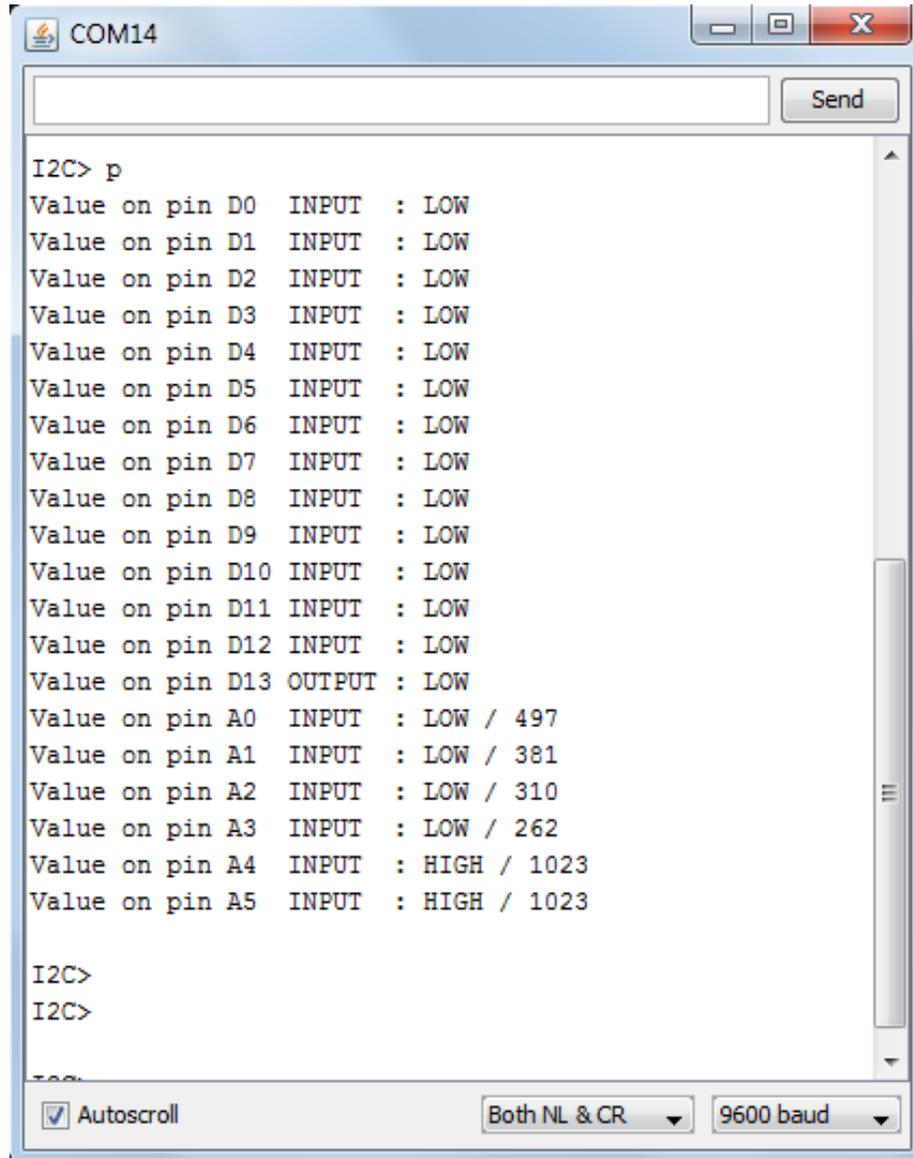 COM14
Send
I2C> p
Value on pin D0  INPUT  : LOW
Value on pin D1  INPUT  : LOW
Value on pin D2  INPUT  : LOW
Value on pin D3  INPUT  : LOW
Value on pin D4  INPUT  : LOW
Value on pin D5  INPUT  : LOW
Value on pin D6  INPUT  : LOW
Value on pin D7  INPUT  : LOW
Value on pin D8  INPUT  : LOW
Value on pin D9  INPUT  : LOW
Value on pin D10 INPUT  : LOW
Value on pin D11 INPUT  : LOW
Value on pin D12 INPUT  : LOW
Value on pin D13 OUTPUT : LOW
Value on pin A0  INPUT  : LOW / 497
Value on pin A1  INPUT  : LOW / 381
Value on pin A2  INPUT  : LOW / 310
Value on pin A3  INPUT  : LOW / 262
Value on pin A4  INPUT  : HIGH / 1023
Value on pin A5  INPUT  : HIGH / 1023
I2C>
I2C>
Autoscroll Both NL & CR 9600 baud